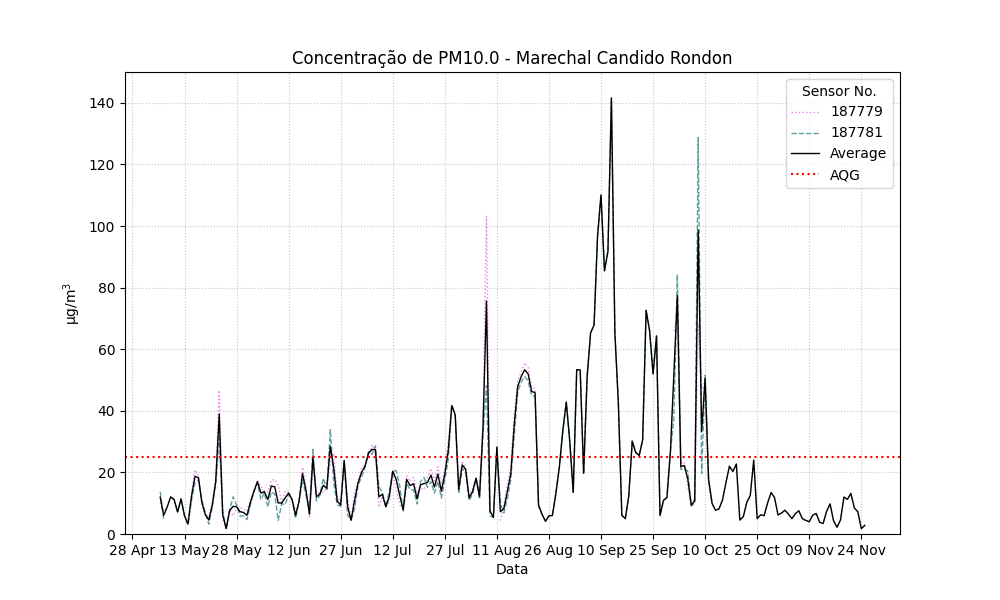 Concentração de PM10.0 - Marechal Candido Rondon
Sensor No.
187779
187781
Average
AQG
140
120
100
80
60
40
20
0
µg/m³
28 Apr 13 May 28 May 12 Jun 27 Jun 12 Jul 27 Jul 11 Aug 26 Aug 10 Sep 25 Sep 10 Oct 25 Oct 09 Nov 24 Nov
Data